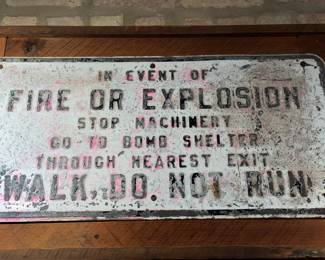 IN EVENT OF
FIRE OR EXPLOSION
STOP MACHINERY
GO TO BOMB SHELTER
THROUGH NEAREST EXIT
WALK, DO NOT RUN